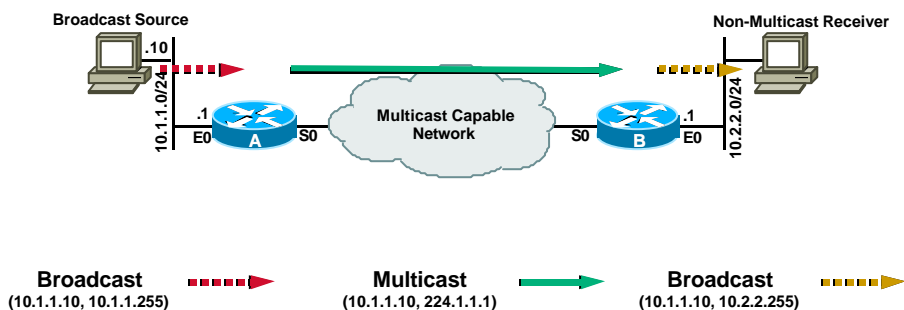 Broadcast Source
Non-Multicast Receiver
.10
10.1.1.0/24
10.2.2.0/24
Multicast Capable
Network
.1
E0
A
S0
S0
B
.1
E0
Broadcast
(10.1.1.10, 10.1.1.255)
Multicast
(10.1.1.10, 224.1.1.1)
Broadcast
(10.1.1.10, 10.2.2.255)